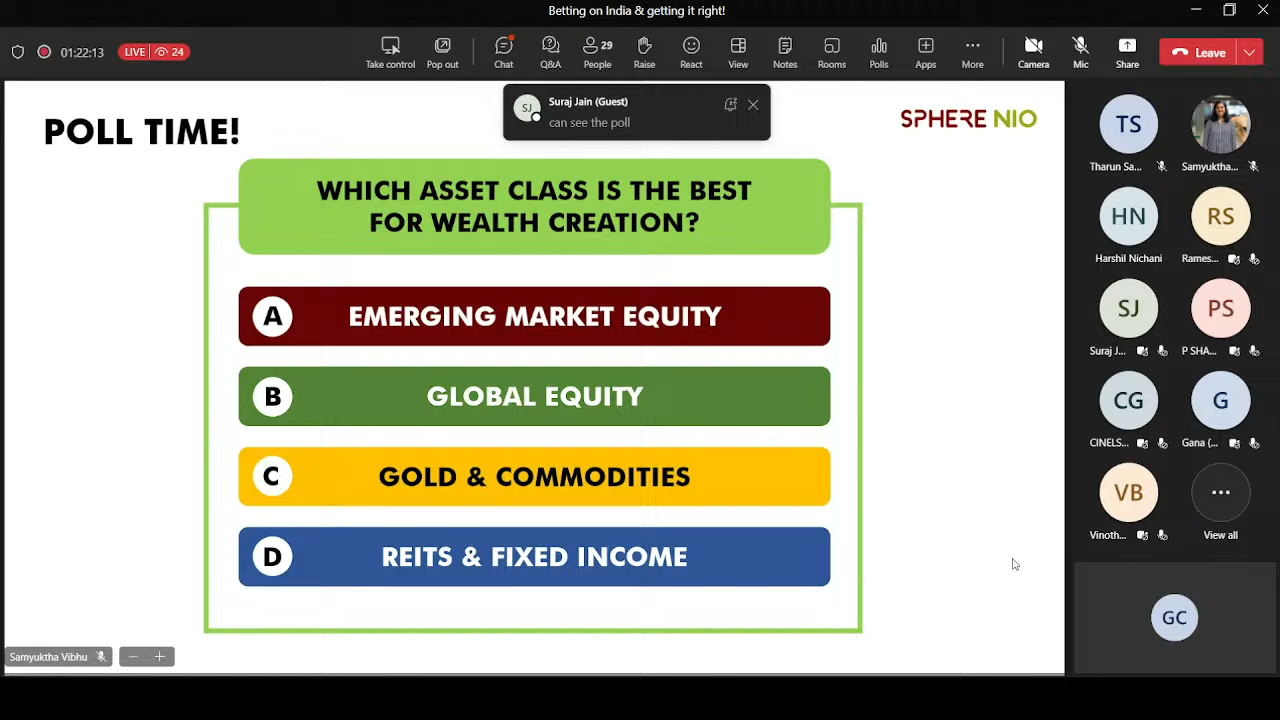 Betting on India & getting it right!
01:22:13
LIVE 24
Take control
Pop out
Chat
Q&A
29
People
Raise
React
View
Notes
Rooms
Polls
Apps
More
Camera
Mic
Share
Leave
POLL TIME!
SJ
Suraj Jain (Guest)
can see the poll
SPHERE NIO
WHICH ASSET CLASS IS THE BEST
FOR WEALTH CREATION?
A EMERGING MARKET EQUITY
B GLOBAL EQUITY
C GOLD & COMMODITIES
D REITS & FIXED INCOME
TS
Tharun Sa...
Samyuktha...
HN
Harshil Nichani
RS
Rames...
SJ
Suraj J...
PS
P SHA...
CG
CINELS...
G
Gana (...
VB
Vinoth...
View all
GC
Samyuktha Vibhu